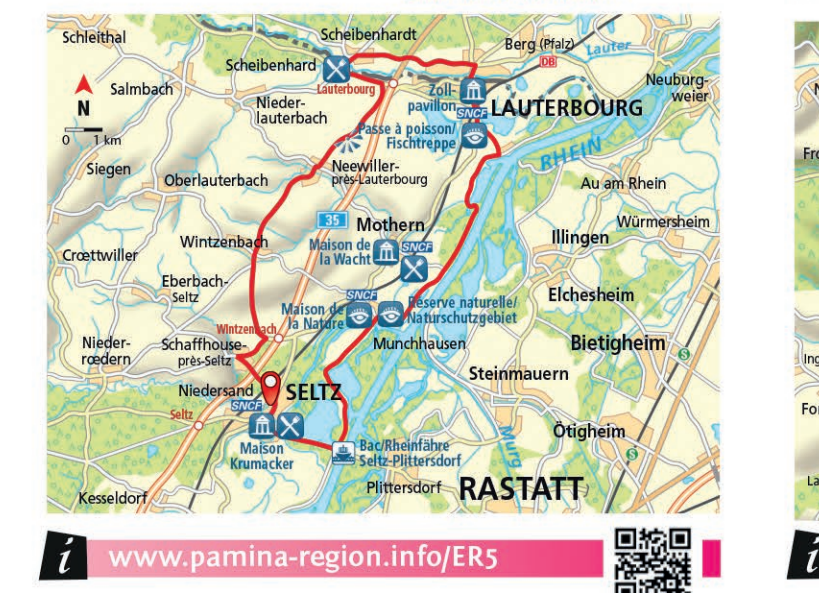 Schleithal
Scheibenhardt
Berg (Pfalz)
Lauter
DB
Scheibenhard
Lauterbourg
Neuburg-
weier
Salmbach
N
0 1 km
Nieder-
lauterbach
Zoll-
pavillon
SNCF
LAUTERBOURG
Passe à poisson/
Fischtreppe
RHEIN
Siegen
Oberlauterbach
Neewiller-
près-Lauterbourg
Au am Rhein
35
Mothern
Würmersheim
Illingen
Wintzenbach
Maison de
la Wacht
SNCF
Crœttwiller
Eberbach-
Seltz
Elchesheim
SNCF
Maison de
la Nature
Reserve naturelle/
Naturschutzgebiet
Wintzenbach
Nieder-
rœdern
Schaffhouse-
près-Seltz
Munchhausen
Bietigheim
S
Steinmauern
Niedersand
SELTZ
SNCF
Seltz
Ötigheim
Murg
S
Maison
Krumacker
Bac/Rheinfähre
Seltz-Plittersdorf
Plittersdorf
RASTATT
Kesseldorf
i www.pamina-region.info/ER5
N
Fro
Ing
For
La
i